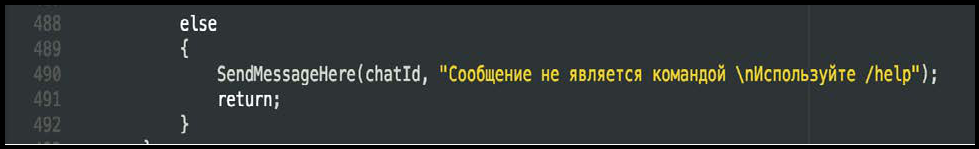 488 else
489 {
490 SendMessageHere(chatId, "Сообщение не является командой \nИспользуйте /help");
491 return;
492 }